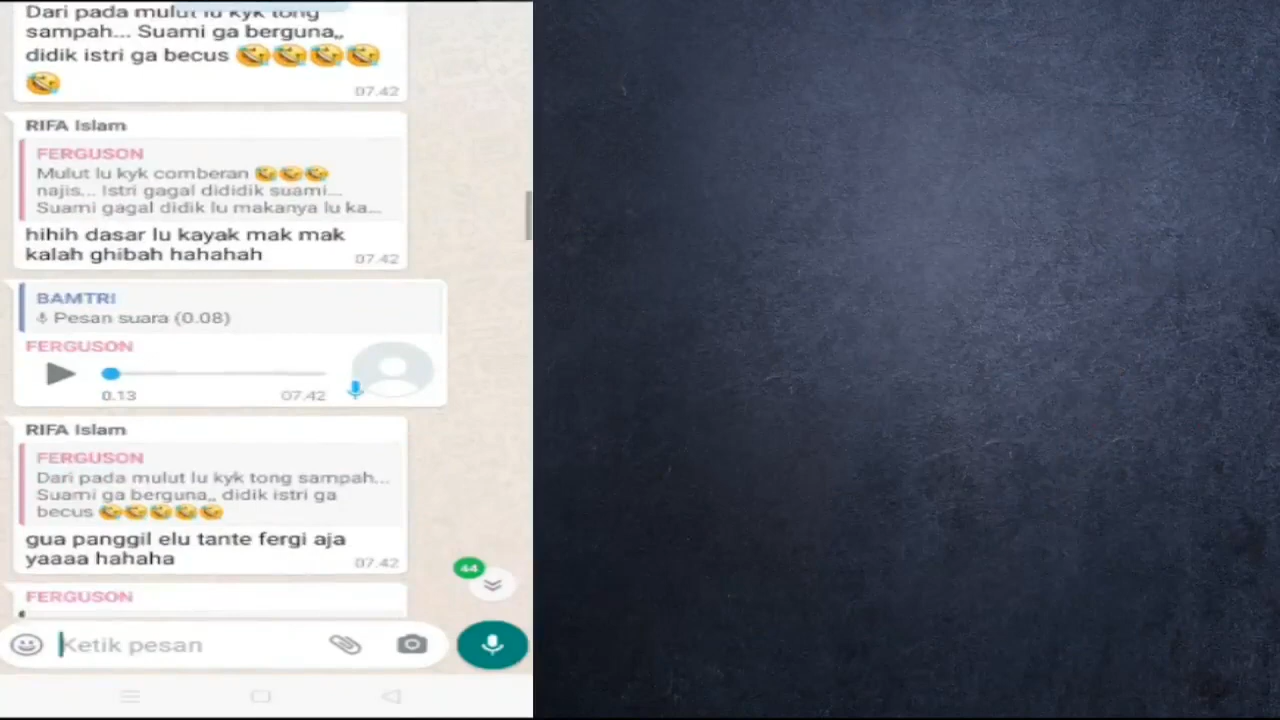 Dari pada mulut lu kyk tong
sampah... Suami ga berguna,,
didik istri ga becus 🤣🤣🤣🤣
🤣
07.42
RIFA Islam
FERGUSON
Mulut lu kyk comberan 🤣🤣🤣
najis... Istri gagal dididik suami...
Suami gagal didik lu makanya lu ka...
hihih dasar lu kayak mak mak
kalah ghibah hahahah
07.42
BAMTRI
Pesan suara (0.08)
FERGUSON
0.13
07.42
RIFA Islam
FERGUSON
Dari pada mulut lu kyk tong sampah...
Suami ga berguna,, didik istri ga
becus 🤣🤣🤣🤣🤣
gua panggil elu tante fergi aja
yaaaa hahaha
07.42
44
FERGUSON
Ketik pesan